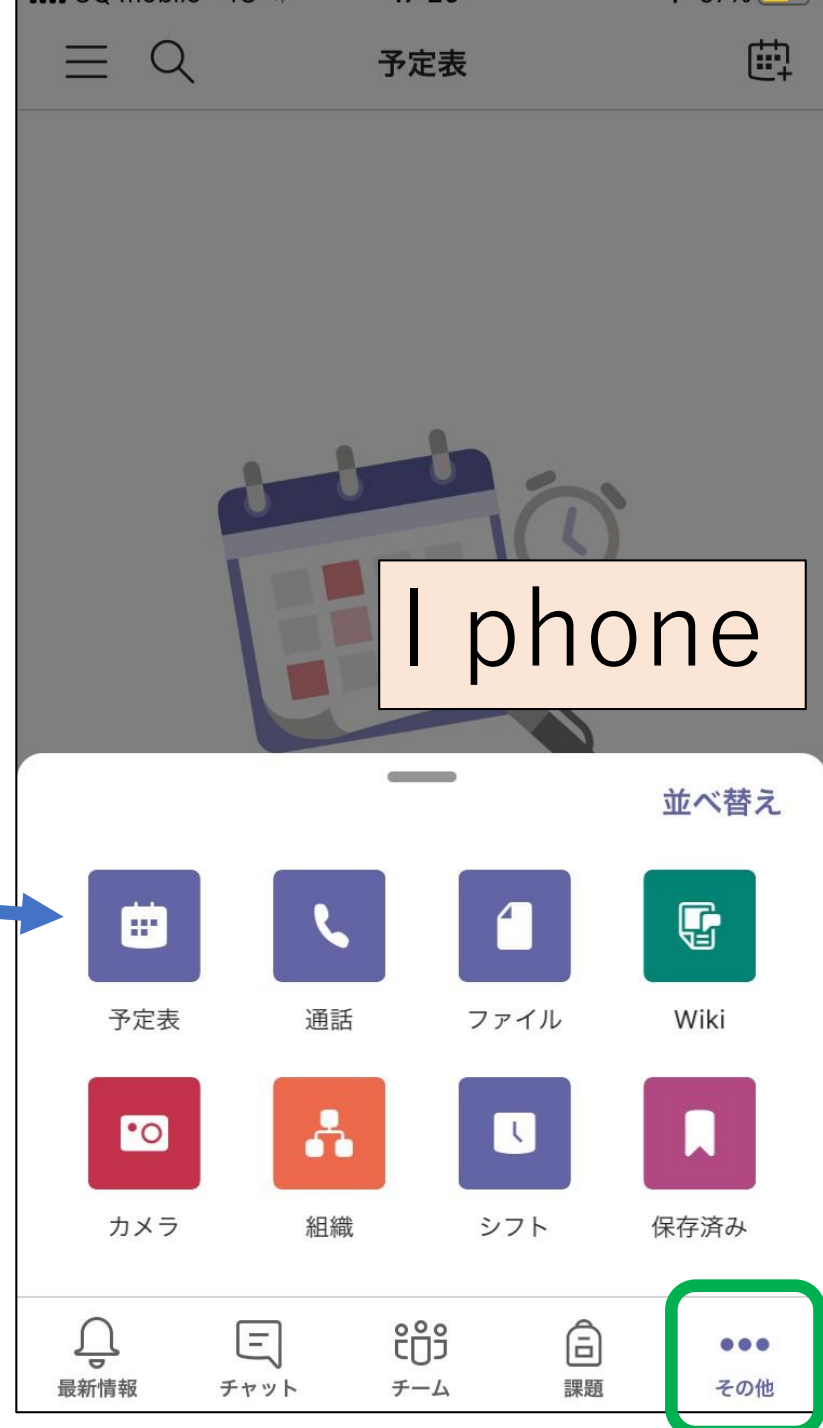 予定表
I phone
並べ替え
予定表 通話 ファイル Wiki
カメラ 組織 シフト 保存済み
最新情報 チャット チーム 課題 その他